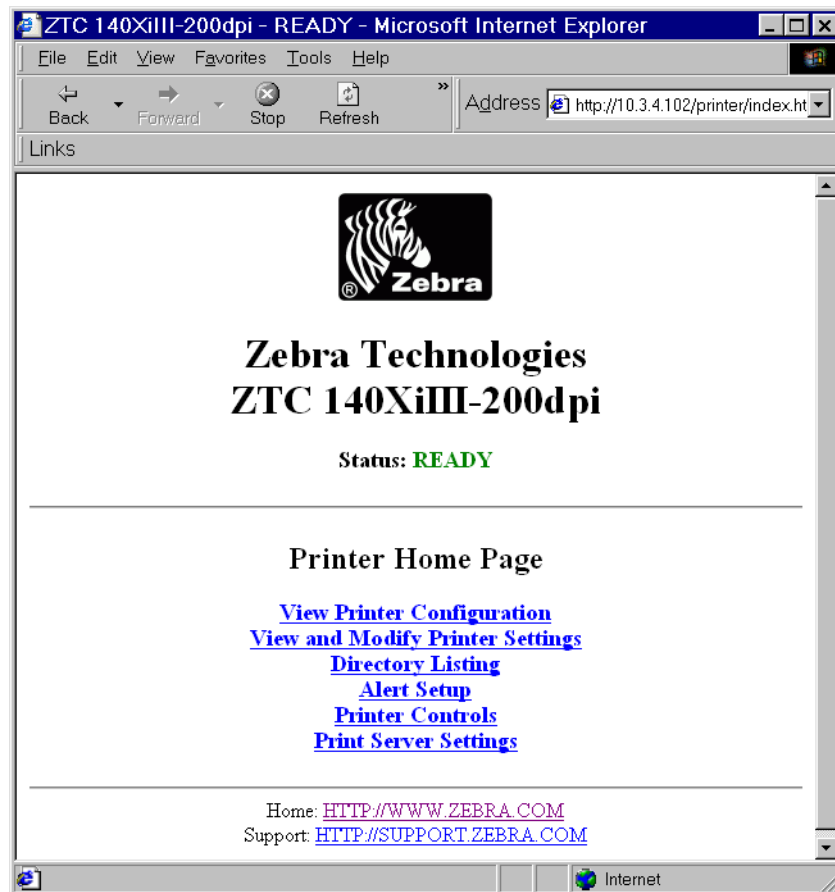 ZTC 140XiIII-200dpi - READY - Microsoft Internet Explorer
File Edit View Favorites Tools Help
Back Forward Stop Refresh » Address http://10.3.4.102/printer/index.ht
Links
® Zebra
Zebra Technologies
ZTC 140XiIII-200dpi
Status: READY
Printer Home Page
View Printer Configuration
View and Modify Printer Settings
Directory Listing
Alert Setup
Printer Controls
Print Server Settings
Home: HTTP://WWW.ZEBRA.COM
Support: HTTP://SUPPORT.ZEBRA.COM
Internet